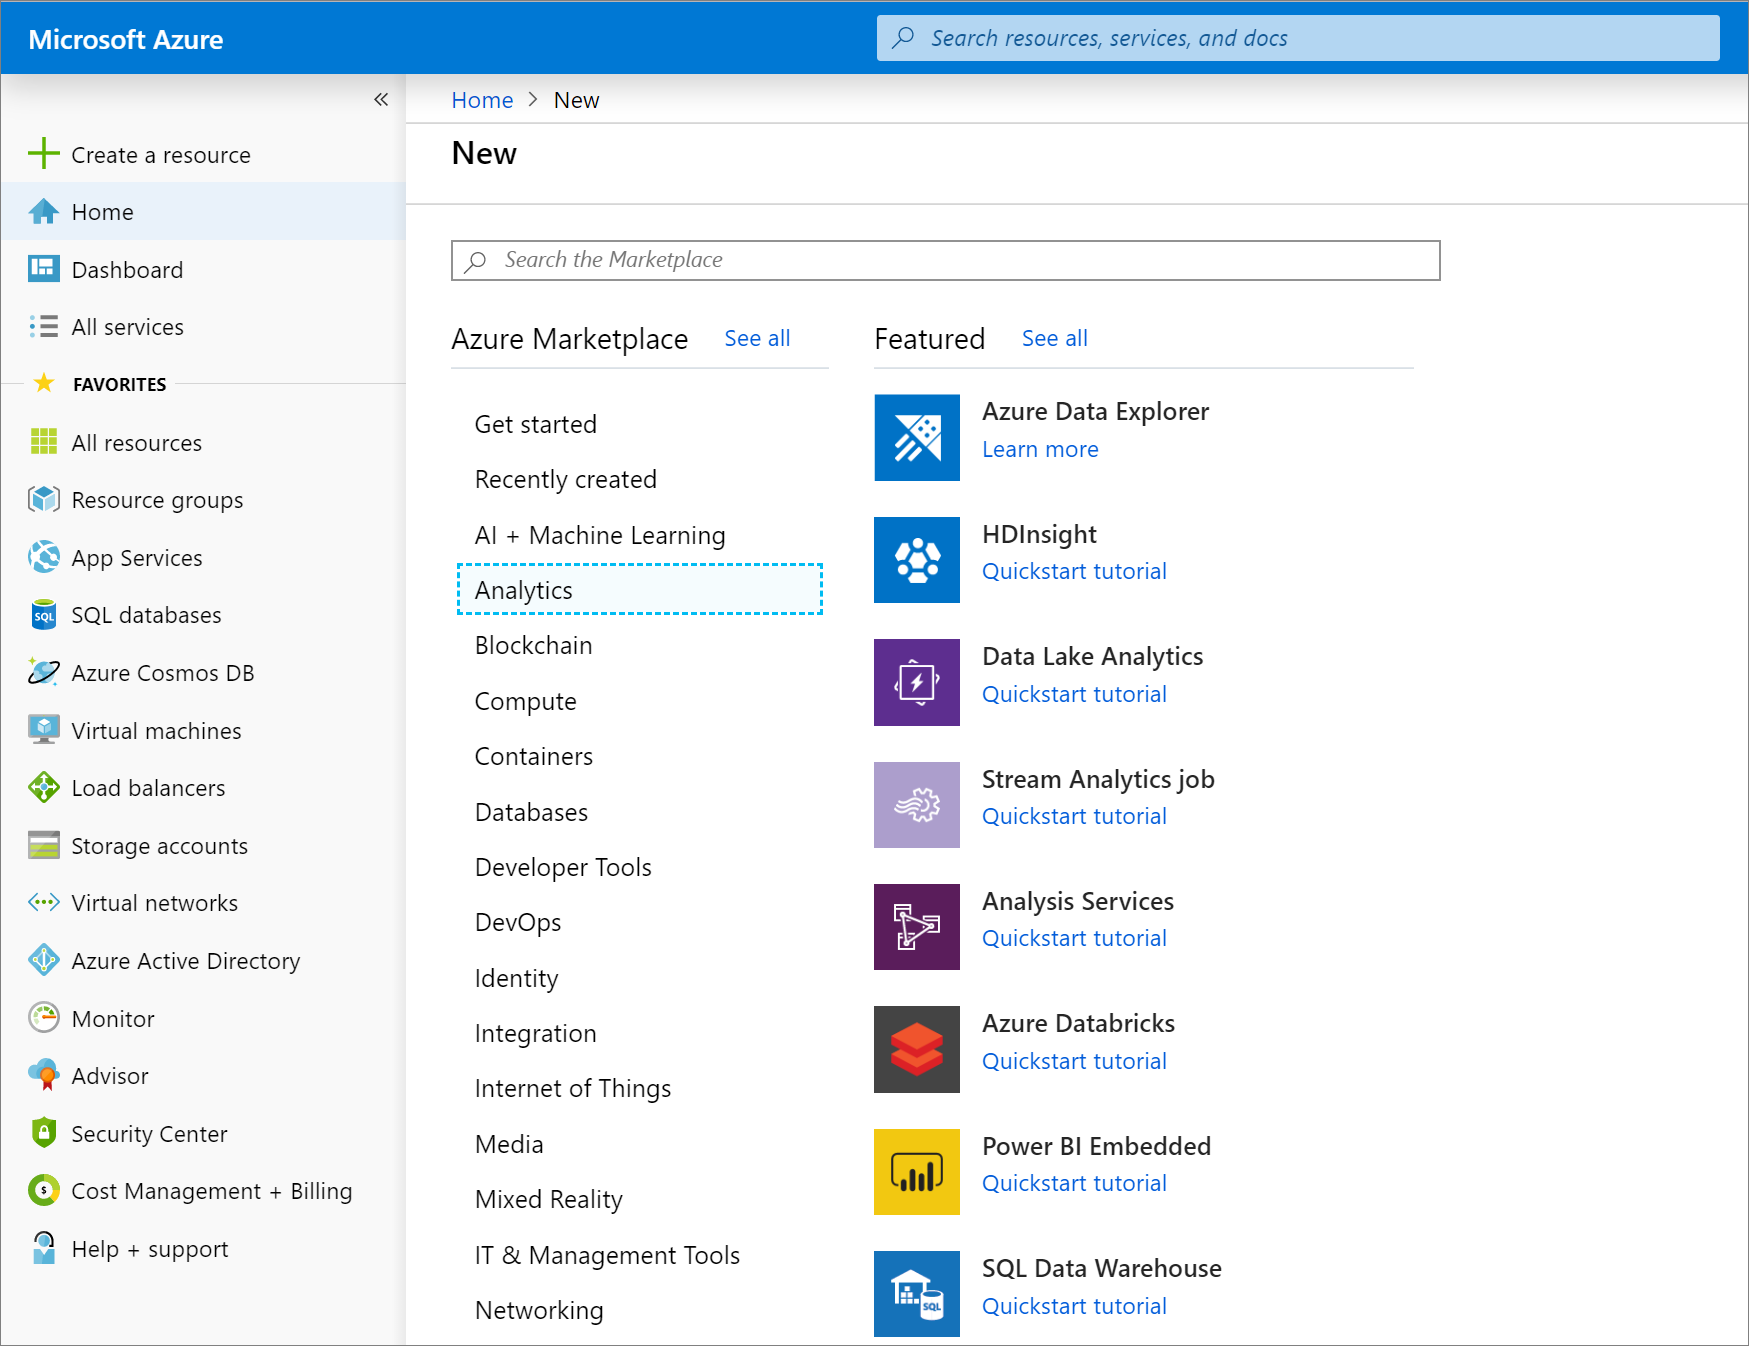 Microsoft Azure
Search resources, services, and docs
«
Create a resource
Home
Dashboard
All services
FAVORITES
All resources
Resource groups
App Services
SQL
SQL databases
Azure Cosmos DB
Virtual machines
Load balancers
Storage accounts
Virtual networks
Azure Active Directory
Monitor
Advisor
Security Center
$
Cost Management + Billing
Help + support
Home > New
New
Search the Marketplace
Azure Marketplace See all
Get started
Recently created
AI + Machine Learning
Analytics
Blockchain
Compute
Containers
Databases
Developer Tools
DevOps
Identity
Integration
Internet of Things
Media
Mixed Reality
IT & Management Tools
Networking
Featured See all
Azure Data Explorer
Learn more
HDInsight
Quickstart tutorial
Data Lake Analytics
Quickstart tutorial
Stream Analytics job
Quickstart tutorial
Analysis Services
Quickstart tutorial
Azure Databricks
Quickstart tutorial
Power BI Embedded
Quickstart tutorial
SQL
SQL Data Warehouse
Quickstart tutorial